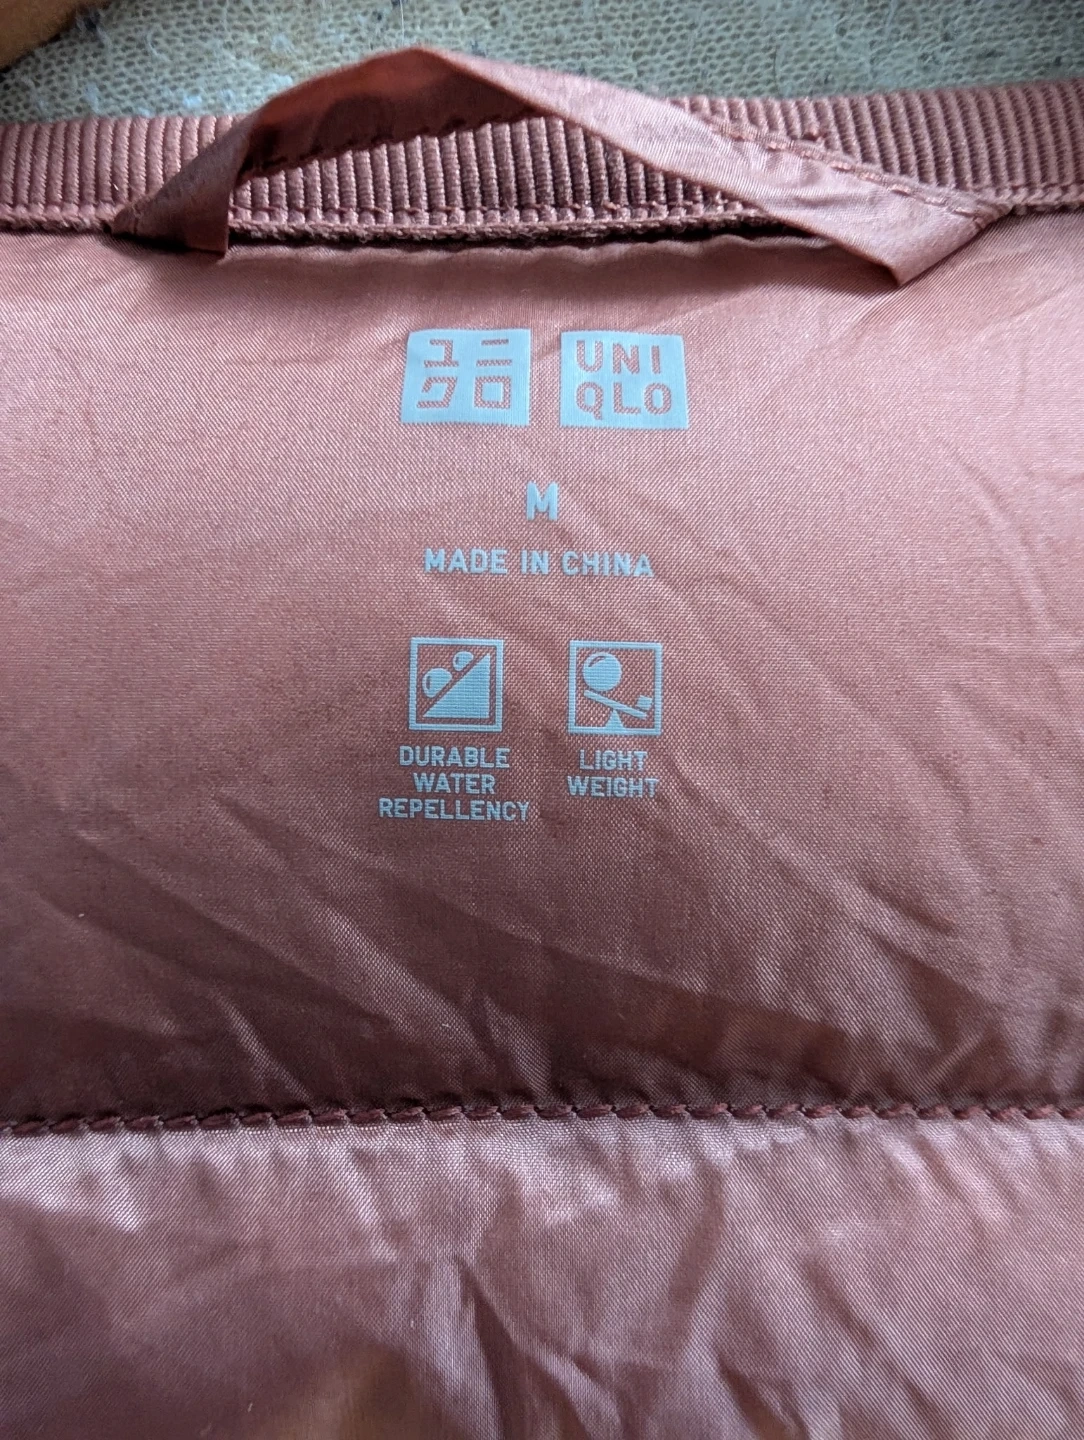 ユニ
クロ
UNI
QLO
M
MADE IN CHINA
DURABLE
WATER
REPELLENCY
LIGHT
WEIGHT